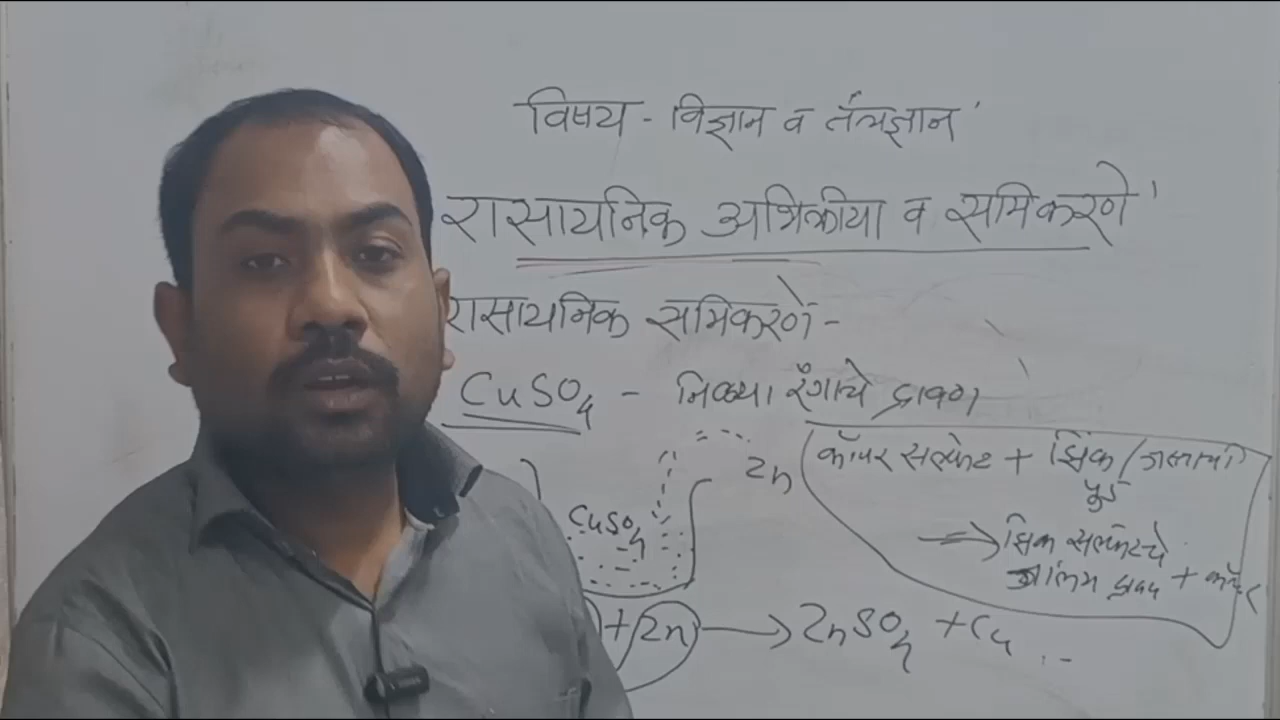 विषय - विज्ञान व तंत्रज्ञान
रासायनिक अभिक्रीया व समिकरणे
रासायनिक समिकरणे -
CuSO4 - निळ्या रंगाचे द्रावण
Zn
CuSO4
कॉपर सल्फेट + झिंक (जस्ताची
पूड
=> झिंक सल्फेटचे
द्रावण + कॉपर
+ Zn → ZnSO4 + Cu